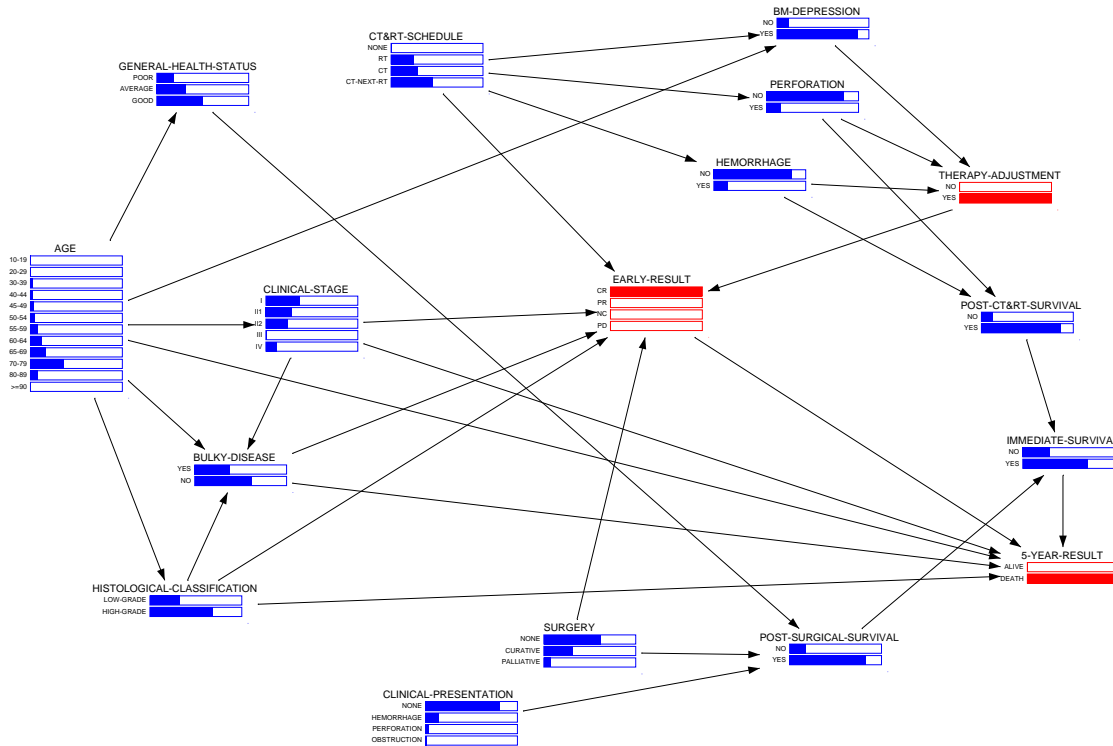 BM-DEPRESSION
NO
YES
CT&RT-SCHEDULE
NONE
RT
CT
CT-NEXT-RT
GENERAL-HEALTH-STATUS
POOR
AVERAGE
GOOD
PERFORATION
NO
YES
HEMORRHAGE
NO
YES
THERAPY-ADJUSTMENT
NO
YES
AGE
10-19
20-29
30-39
40-44
45-49
50-54
55-59
60-64
65-69
70-79
80-89
>=90
CLINICAL-STAGE
I
II1
II2
III
IV
EARLY-RESULT
CR
PR
NC
PD
POST-CT&RT-SURVIVAL
NO
YES
BULKY-DISEASE
YES
NO
IMMEDIATE-SURVIVAL
NO
YES
5-YEAR-RESULT
ALIVE
DEATH
HISTOLOGICAL-CLASSIFICATION
LOW-GRADE
HIGH-GRADE
SURGERY
NONE
CURATIVE
PALLIATIVE
POST-SURGICAL-SURVIVAL
NO
YES
CLINICAL-PRESENTATION
NONE
HEMORRHAGE
PERFORATION
OBSTRUCTION